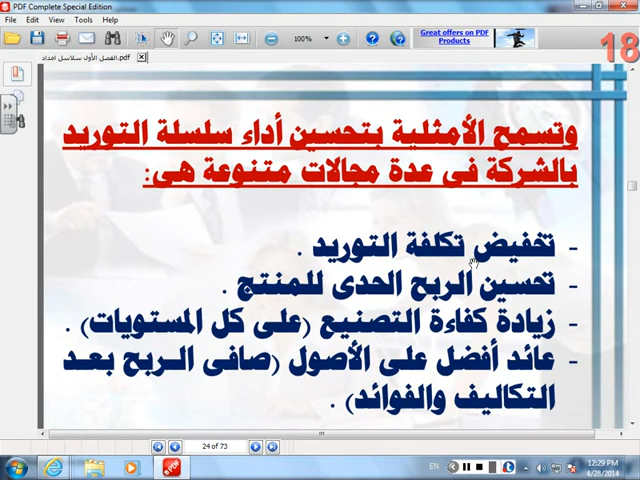 PDF Complete Special Edition
File Edit View Tools Help
100%
Great offers on PDF Products
18
الفصل الأول سلاسل امداد.pdf
وتسمح الأمثلية بتحسين أداء سلسلة التوريد
بالشركة فى عدة مجالات متنوعة هى:
- تخفيض تكلفة التوريد .
- تحسين الربح الحدى للمنتج .
- زيادة كفاءة التصنيع (على كل المستويات) .
- عائد أفضل على الأصول (صافى الربح بعد
التكاليف والفوائد) .
24 of 73
EN
12:29 PM
4/28/2014